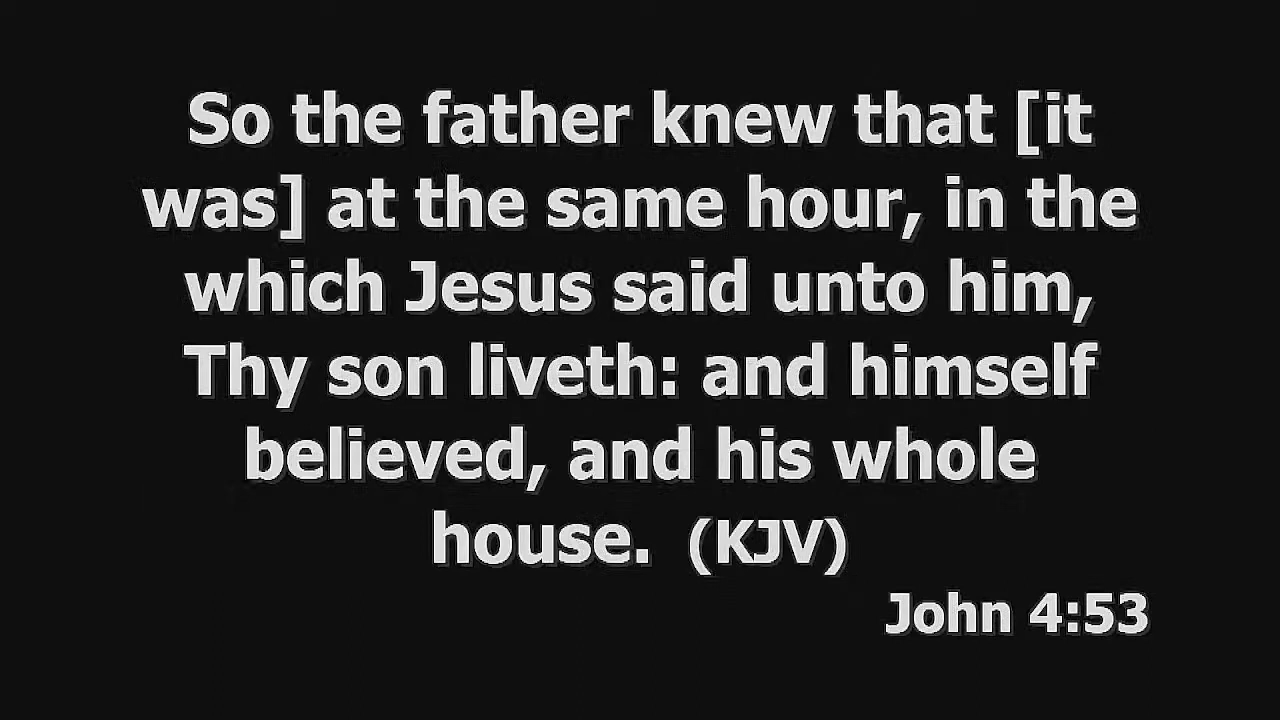 So the father knew that [it
was] at the same hour, in the
which Jesus said unto him,
Thy son liveth: and himself
believed, and his whole
house. (KJV)
John 4:53